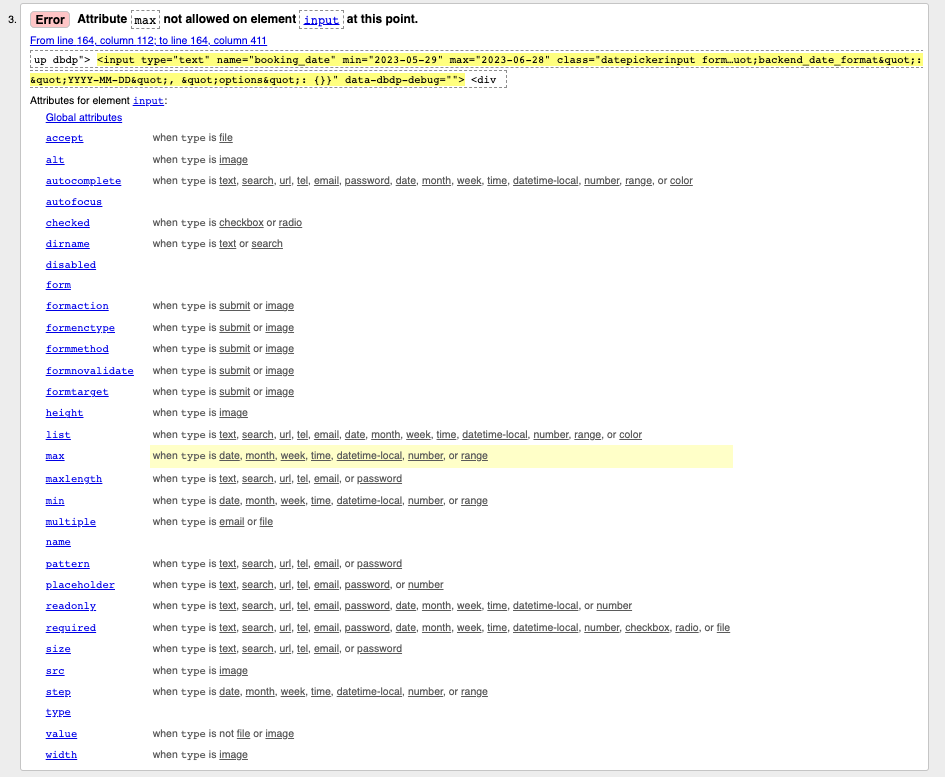 3. Error Attribute max not allowed on element input at this point.
From line 164, column 112; to line 164, column 411
up dbdp"> <input type="text" name="booking_date" min="2023-05-29" max="2023-06-28" class="datepickerinput form…uot;backend_date_format&quot;:
&quot;YYYY-MM-DD&quot;, &quot;options&quot;: {}}" data-dbdp-debug=""> <div
Attributes for element input:
Global attributes
accept when type is file
alt when type is image
autocomplete when type is text, search, url, tel, email, password, date, month, week, time, datetime-local, number, range, or color
autofocus
checked when type is checkbox or radio
dirname when type is text or search
disabled
form
formaction when type is submit or image
formenctype when type is submit or image
formmethod when type is submit or image
formnovalidate when type is submit or image
formtarget when type is submit or image
height when type is image
list when type is text, search, url, tel, email, date, month, week, time, datetime-local, number, range, or color
max when type is date, month, week, time, datetime-local, number, or range
maxlength when type is text, search, url, tel, email, or password
min when type is date, month, week, time, datetime-local, number, or range
multiple when type is email or file
name
pattern when type is text, search, url, tel, email, or password
placeholder when type is text, search, url, tel, email, password, or number
readonly when type is text, search, url, tel, email, password, date, month, week, time, datetime-local, or number
required when type is text, search, url, tel, email, password, date, month, week, time, datetime-local, number, checkbox, radio, or file
size when type is text, search, url, tel, email, or password
src when type is image
step when type is date, month, week, time, datetime-local, number, or range
type
value when type is not file or image
width when type is image